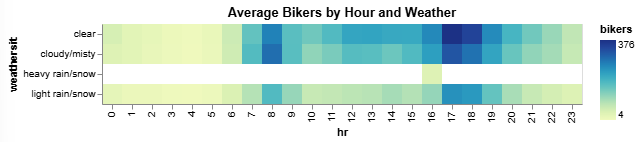 Average Bikers by Hour and Weather
weathersit
clear
cloudy/misty
heavy rain/snow
light rain/snow
0 1 2 3 4 5 6 7 8 9 10 11 12 13 14 15 16 17 18 19 20 21 22 23
hr
bikers
376
4